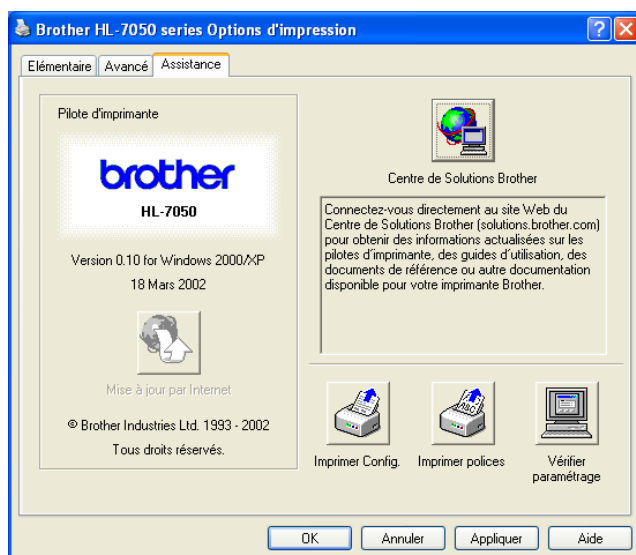 Brother HL-7050 series Options d'impression
Elémentaire Avancé Assistance
Pilote d'imprimante
brother
HL-7050
Version 0.10 for Windows 2000/XP
18 Mars 2002
Mise à jour par Internet
© Brother Industries Ltd. 1993 - 2002
Tous droits réservés.
Centre de Solutions Brother
Connectez-vous directement au site Web du
Centre de Solutions Brother (solutions.brother.com)
pour obtenir des informations actualisées sur les
pilotes d'imprimante, des guides d'utilisation, des
documents de référence ou autre documentation
disponible pour votre imprimante Brother.
Imprimer Config. Imprimer polices Vérifier
paramétrage
OK Annuler Appliquer Aide